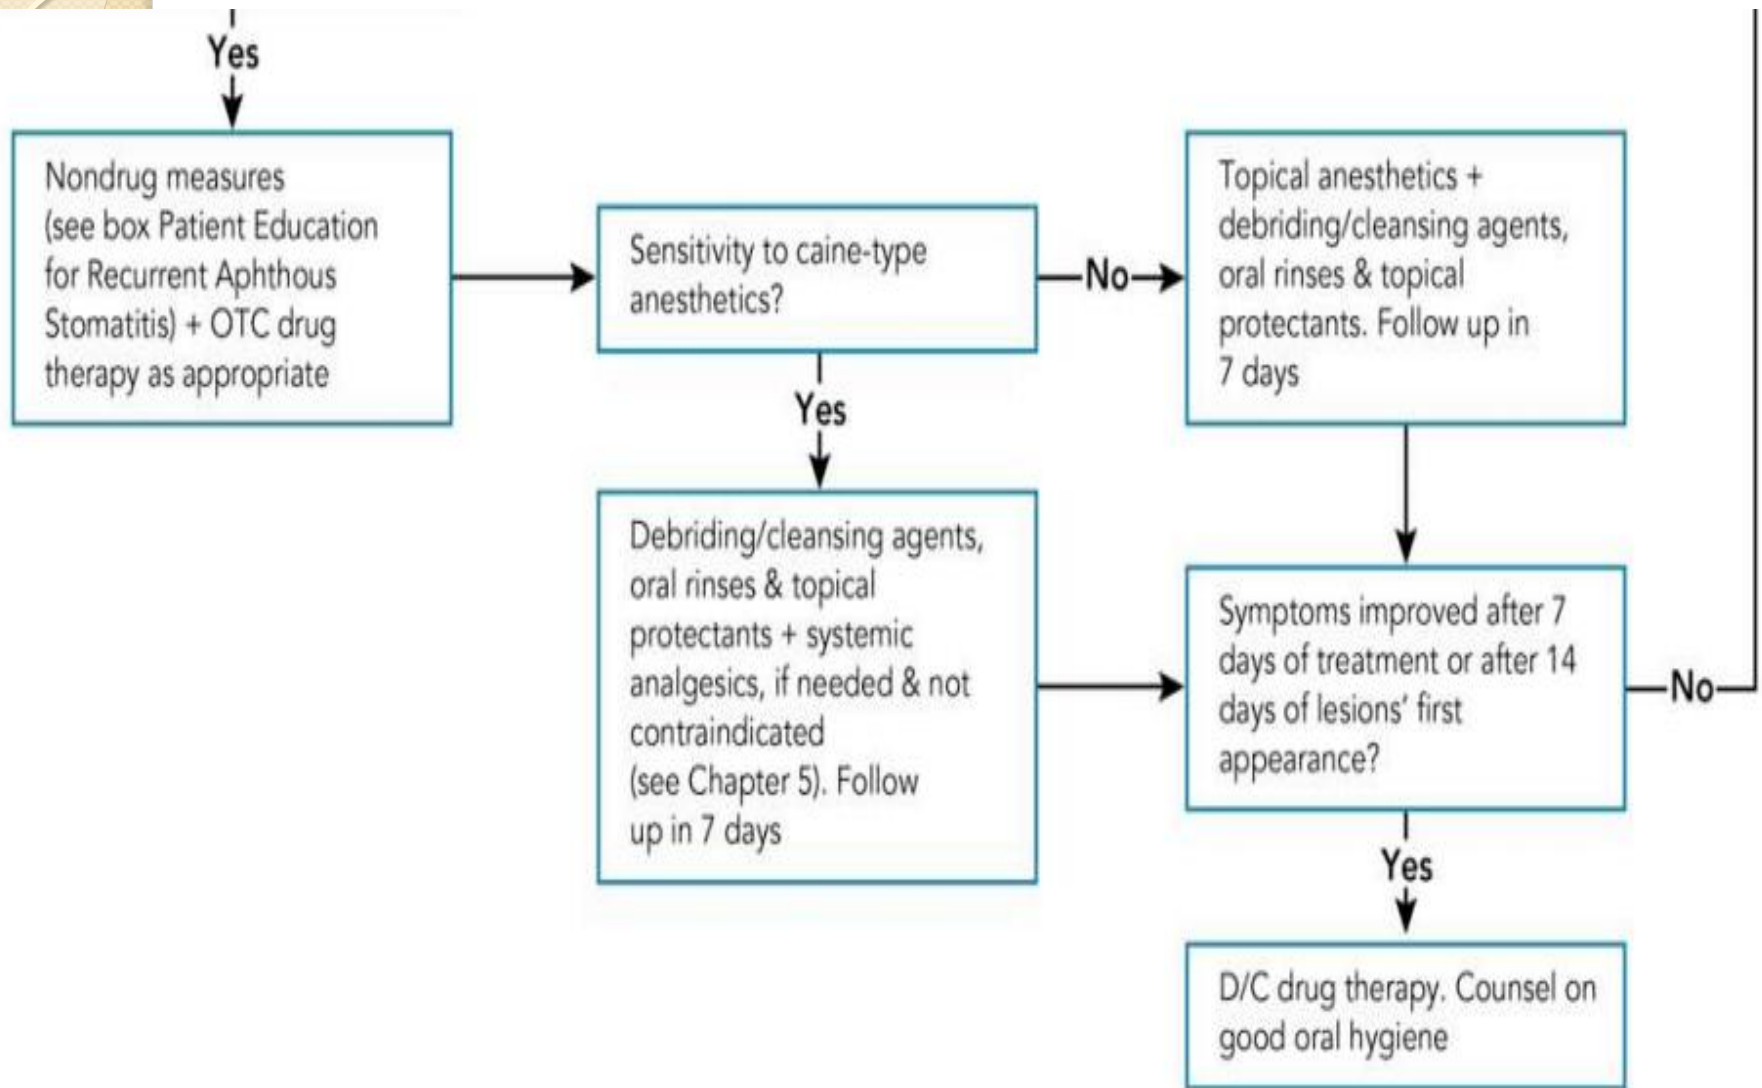 Yes
Nondrug measures
(see box Patient Education
for Recurrent Aphthous
Stomatitis) + OTC drug
therapy as appropriate
Sensitivity to caine-type
anesthetics?
No
Topical anesthetics +
debriding/cleansing agents,
oral rinses & topical
protectants. Follow up in
7 days
Yes
Debriding/cleansing agents,
oral rinses & topical
protectants + systemic
analgesics, if needed & not
contraindicated
(see Chapter 5). Follow
up in 7 days
Symptoms improved after 7
days of treatment or after 14
days of lesions' first
appearance?
No
Yes
D/C drug therapy. Counsel on
good oral hygiene